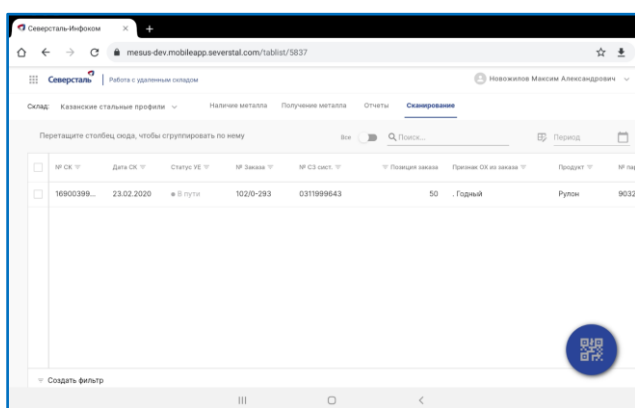 Северсталь-Инфоком
mesus-dev.mobileapp.severstal.com/tablist/5837
Северсталь Работа с удаленным складом Новожилов Максим Александрович
Склад: Казанские стальные профили Наличие металла Получение металла Отчеты Сканирование
Перетащите столбец сюда, чтобы сгруппировать по нему Все Поиск... Период
№ СК Дата СК Статус УЕ № Заказа № СЗ сист. Позиция заказа Признак ОХ из заказа Продукт № па
16900399... 23.02.2020 В пути 102/0-293 0311999643 50 . Годный Рулон 9032
Создать фильтр